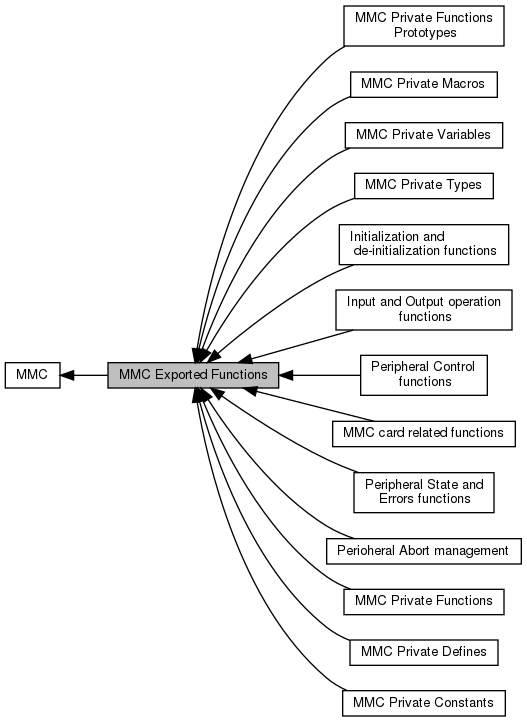 MMC Private Functions
Prototypes
MMC Private Macros
MMC Private Variables
MMC Private Types
Initialization and
de-initialization functions
Input and Output operation
functions
MMC
MMC Exported Functions
Peripheral Control
functions
MMC card related functions
Peripheral State and
Errors functions
Perioheral Abort management
MMC Private Functions
MMC Private Defines
MMC Private Constants